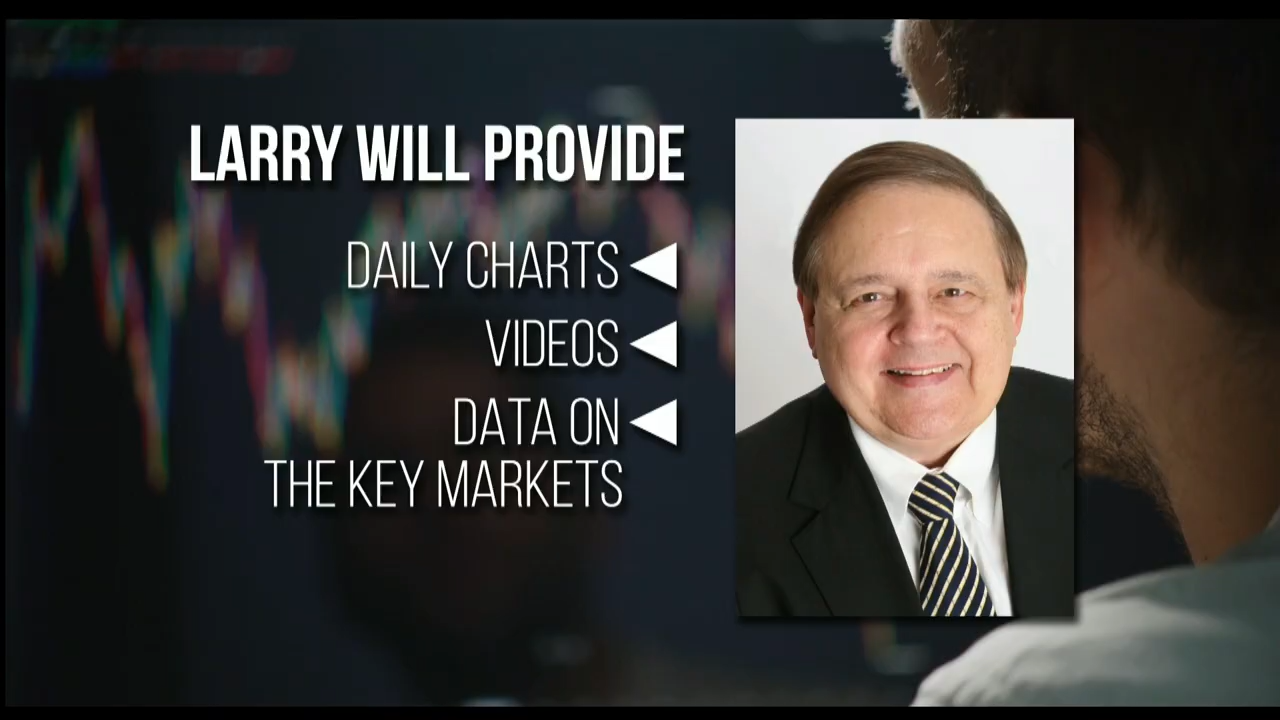 LARRY WILL PROVIDE
DAILY CHARTS
VIDEOS
DATA ON
THE KEY MARKETS